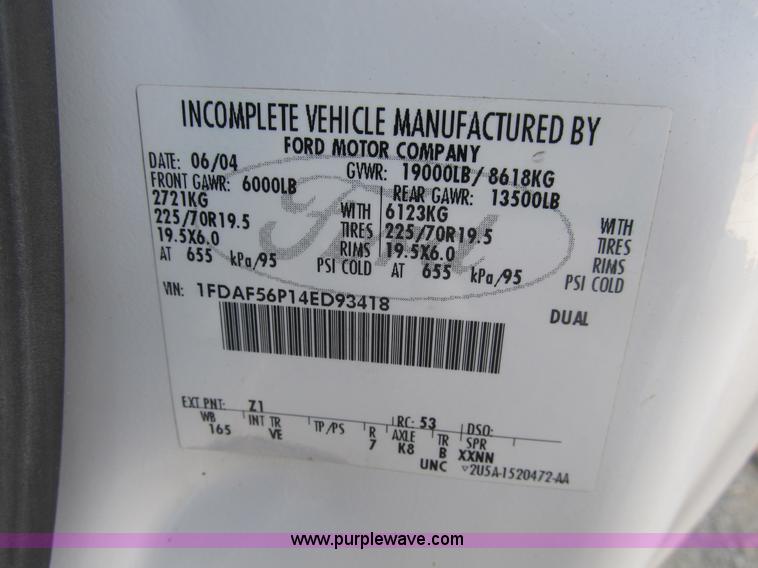 INCOMPLETE VEHICLE MANUFACTURED BY
FORD MOTOR COMPANY
DATE: 06/04 GVWR: 19000LB/ 8618KG
FRONT GAWR: 6000LB REAR GAWR: 13500LB
2721KG WITH 6123KG WITH
225/70R19.5 TIRES 225/70R19.5 TIRES
19.5X6.0 RIMS 19.5X6.0 RIMS
AT 655 kPa/95 PSI COLD AT 655 kPa/95 PSI COLD
VIN: 1FDAF56P14ED93418 DUAL
Ford
EXT PNT: Z1 RC: 53 DSO:
WB INT TR TP/PS R AXLE TR SPR
165 VE 7 K8 B XXNN
UNC ▽2U5A-1520472-AA
www.purplewave.com